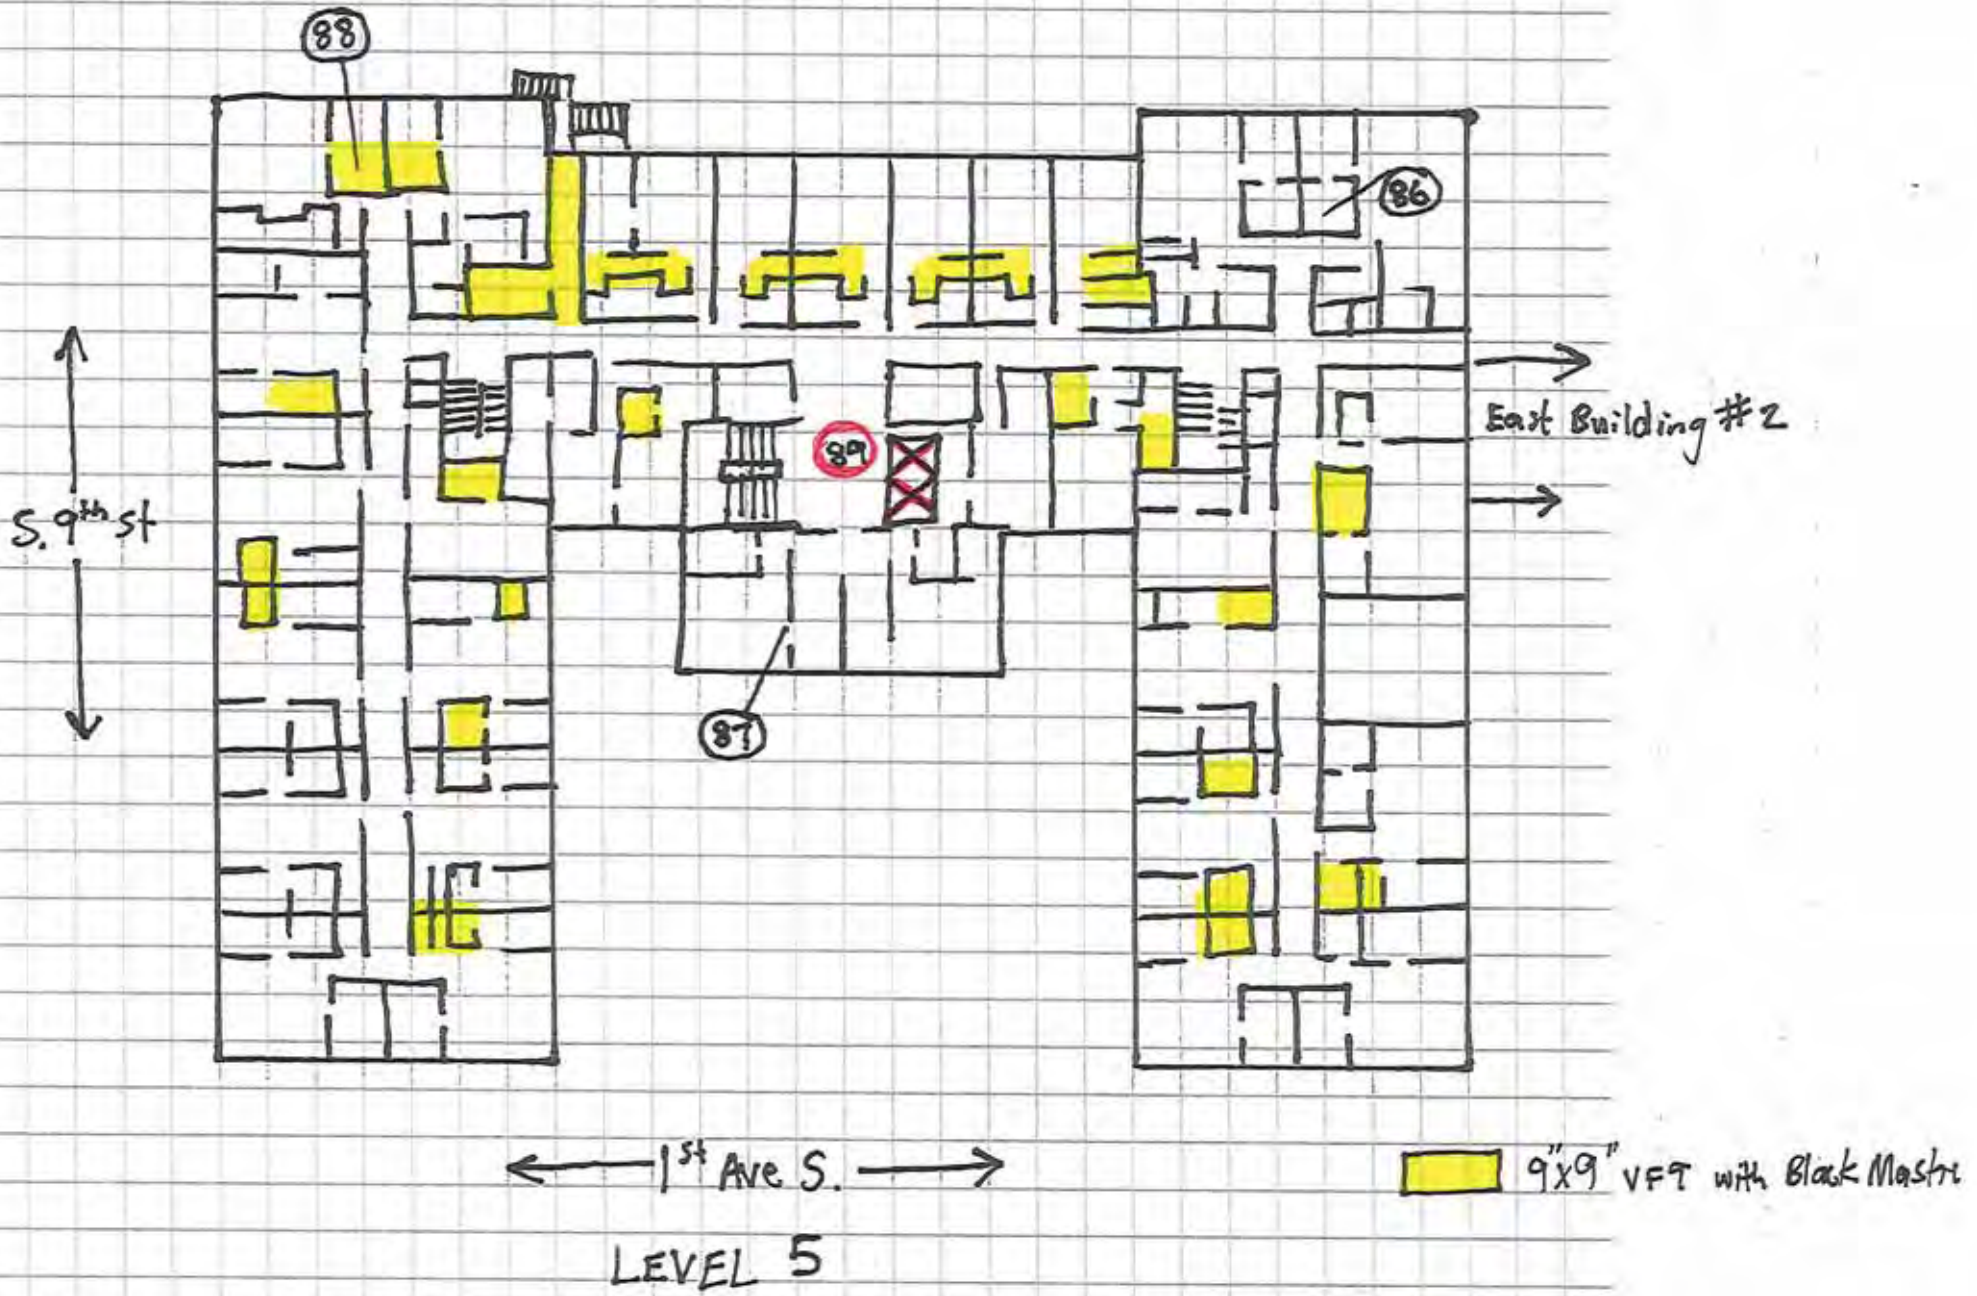 88
86
89
East Building #2
S. 9th St
87
1st Ave S.
9"x9" VFT with Black Mastic
LEVEL 5